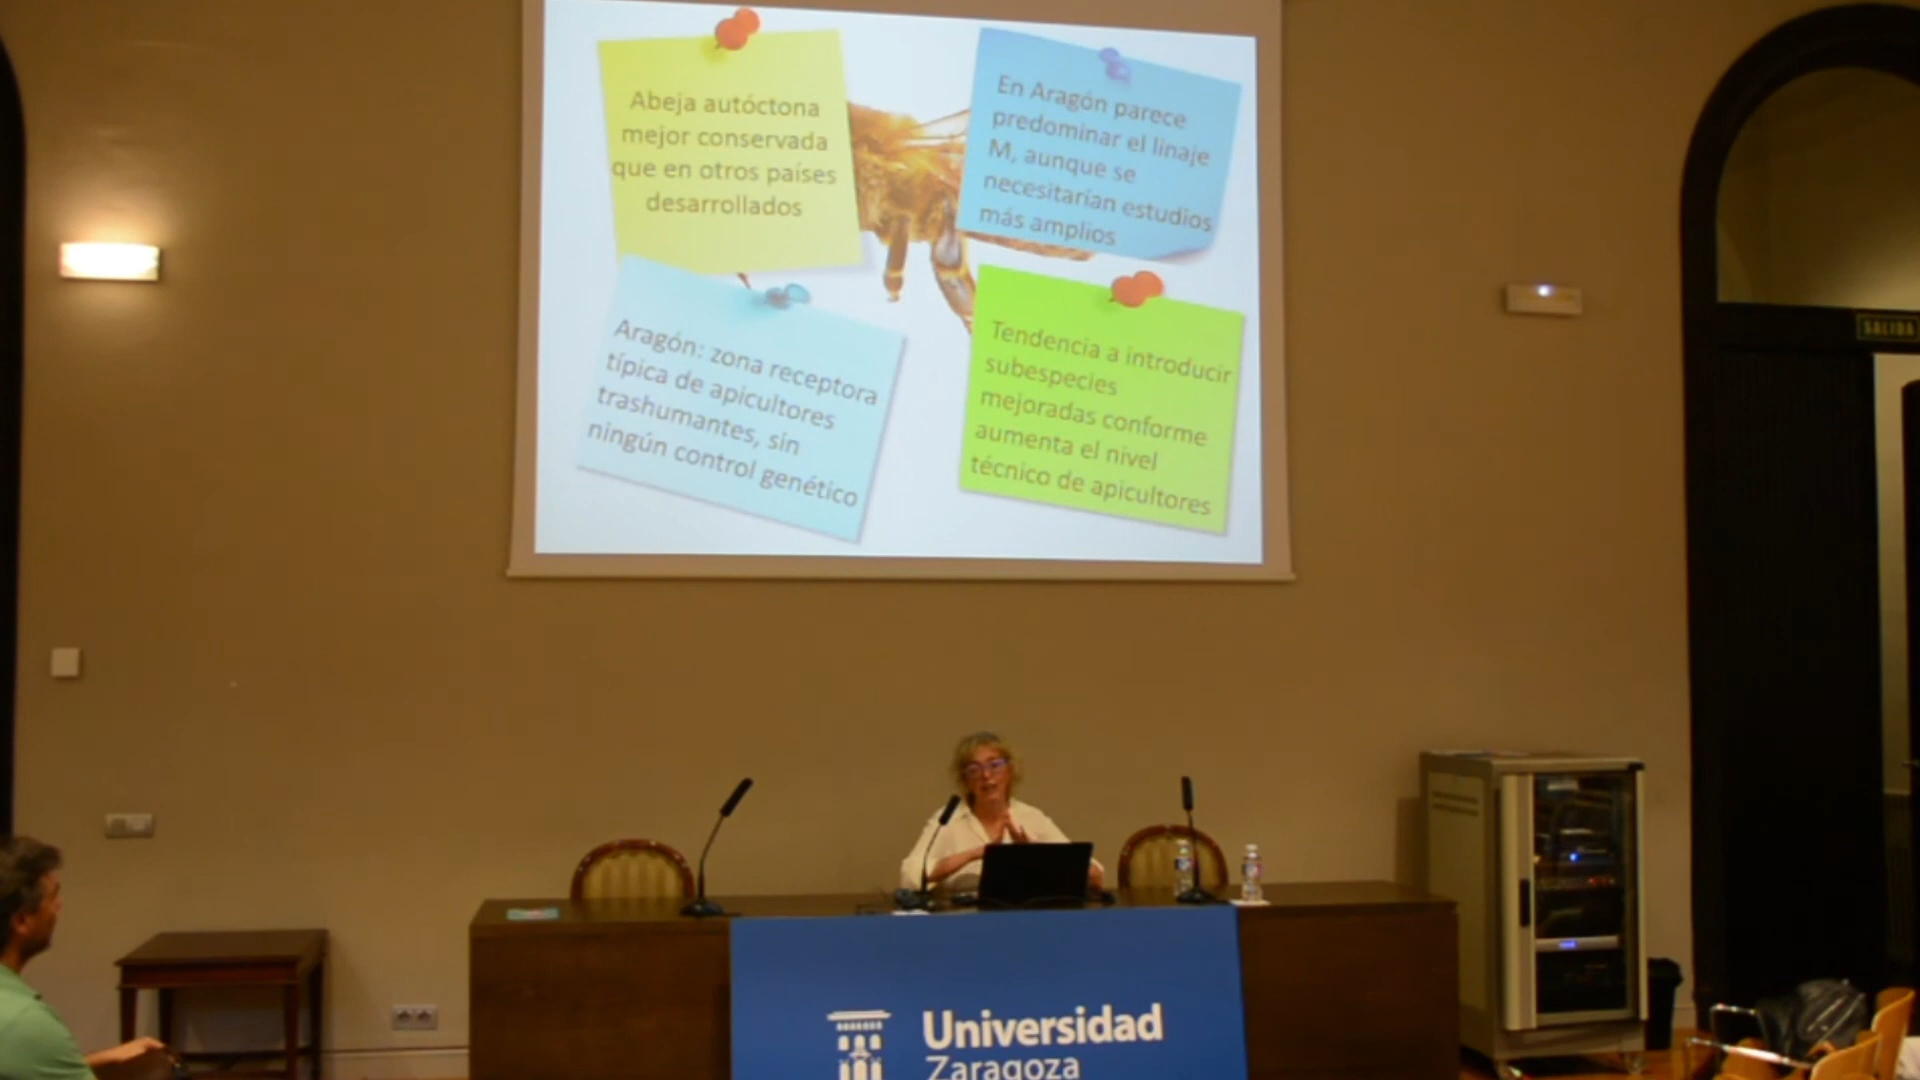 Abeja autóctona
mejor conservada
que en otros países
desarrollados
En Aragón parece
predominar el linaje
M, aunque se
necesitarían estudios
más amplios
Aragón: zona receptora
típica de apicultores
trashumantes, sin
ningún control genético
Tendencia a introducir
subespecies
mejoradas conforme
aumenta el nivel
técnico de apicultores
SALIDA
Universidad
Zaragoza